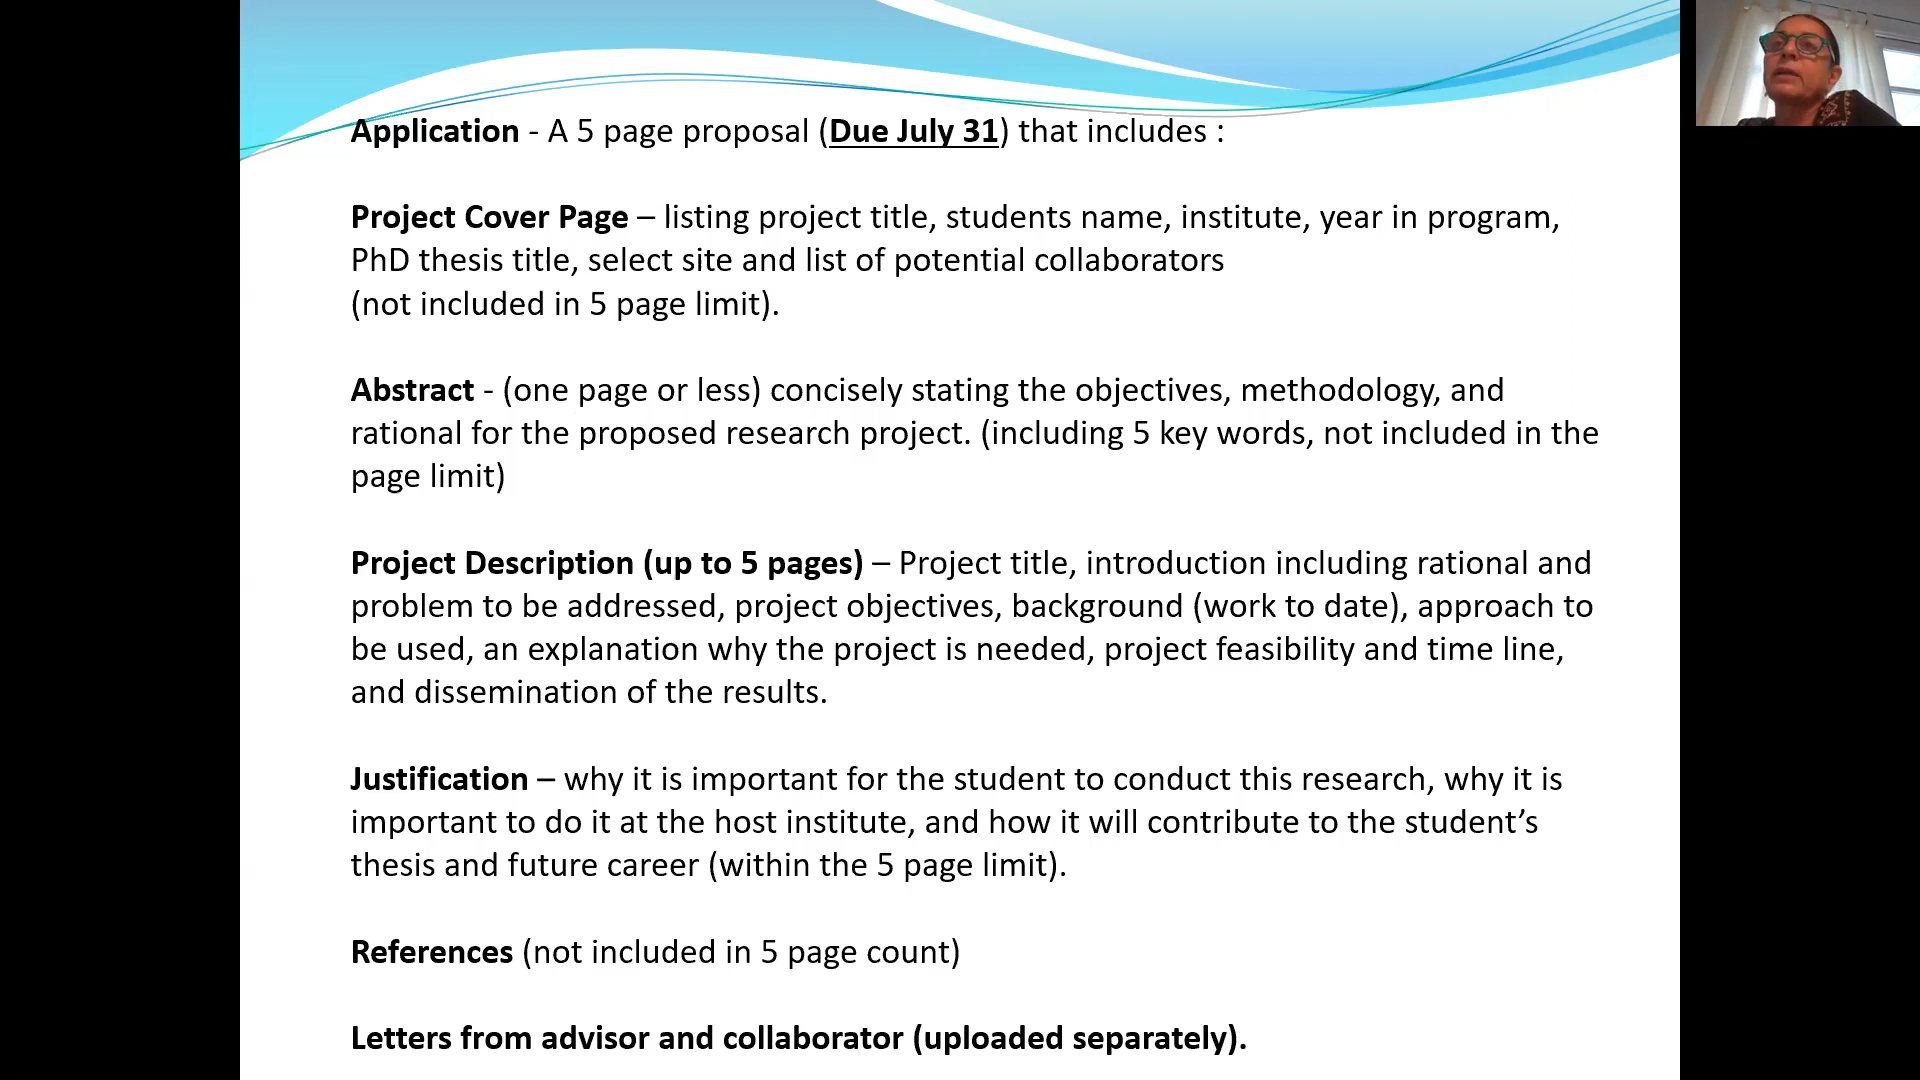 Application - A 5 page proposal (Due July 31) that includes :
Project Cover Page – listing project title, students name, institute, year in program,
PhD thesis title, select site and list of potential collaborators
(not included in 5 page limit).
Abstract - (one page or less) concisely stating the objectives, methodology, and
rational for the proposed research project. (including 5 key words, not included in the
page limit)
Project Description (up to 5 pages) – Project title, introduction including rational and
problem to be addressed, project objectives, background (work to date), approach to
be used, an explanation why the project is needed, project feasibility and time line,
and dissemination of the results.
Justification – why it is important for the student to conduct this research, why it is
important to do it at the host institute, and how it will contribute to the student’s
thesis and future career (within the 5 page limit).
References (not included in 5 page count)
Letters from advisor and collaborator (uploaded separately).